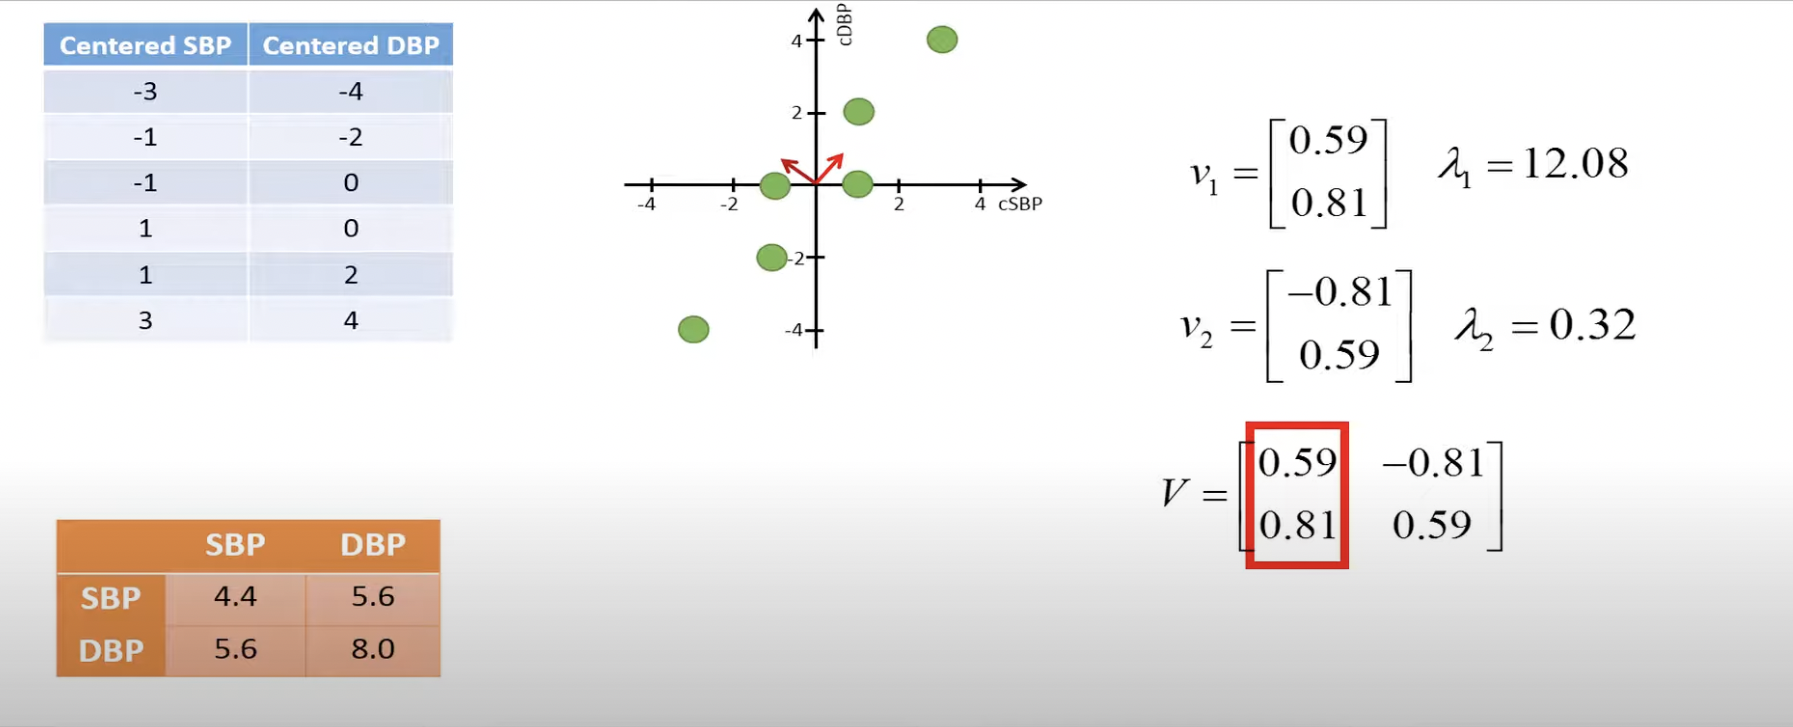 Centered SBP Centered DBP
-3 -4
-1 -2
-1 0
1 0
1 2
3 4
cDBP
4
2
-4 -2 2 4 cSBP
-2
-4
v₁ = [0.59 0.81] λ₁ = 12.08
v₂ = [−0.81 0.59] λ₂ = 0.32
V = [0.59 −0.81
0.81 0.59]
SBP DBP
SBP 4.4 5.6
DBP 5.6 8.0